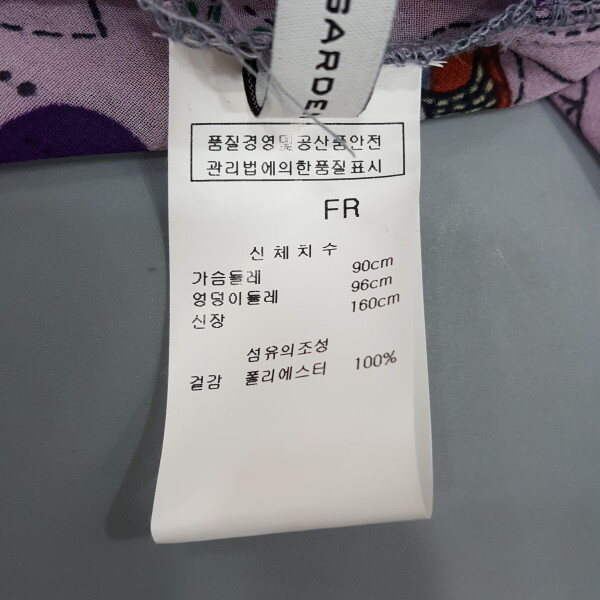 GARDE
품질경영및공산품안전
관리법에의한품질표시
FR
신체치수
가슴둘레 90cm
엉덩이둘레 96cm
신장 160cm
섬유의조성
겉감 폴리에스터 100%